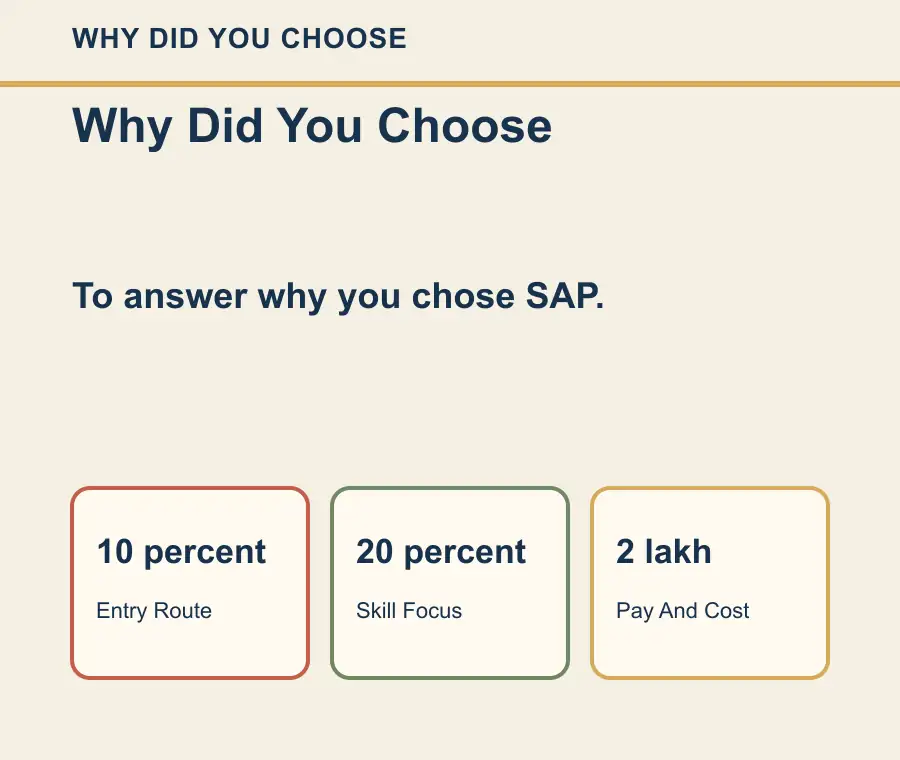 WHY DID YOU CHOOSE
Why Did You Choose
To answer why you chose SAP.
10 percent
Entry Route
20 percent
Skill Focus
2 lakh
Pay And Cost